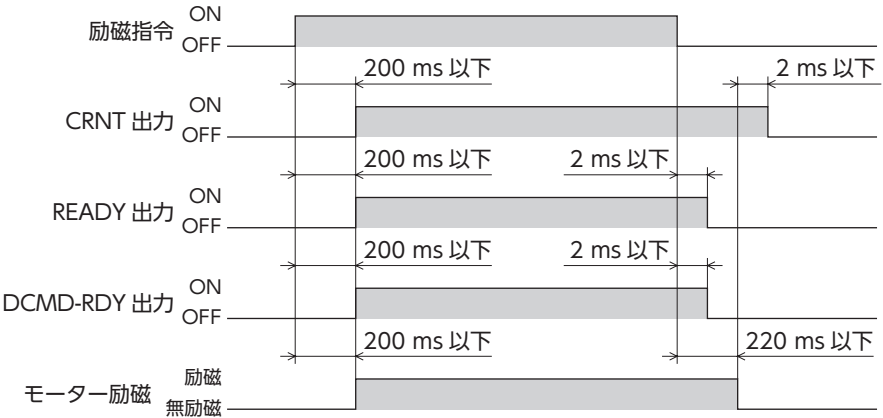 励磁指令 ON
OFF
200 ms 以下 2 ms 以下
CRNT 出力 ON
OFF
200 ms 以下 2 ms 以下
READY 出力 ON
OFF
200 ms 以下 2 ms 以下
DCMD-RDY 出力 ON
OFF
200 ms 以下 220 ms 以下
モーター励磁 励磁
無励磁